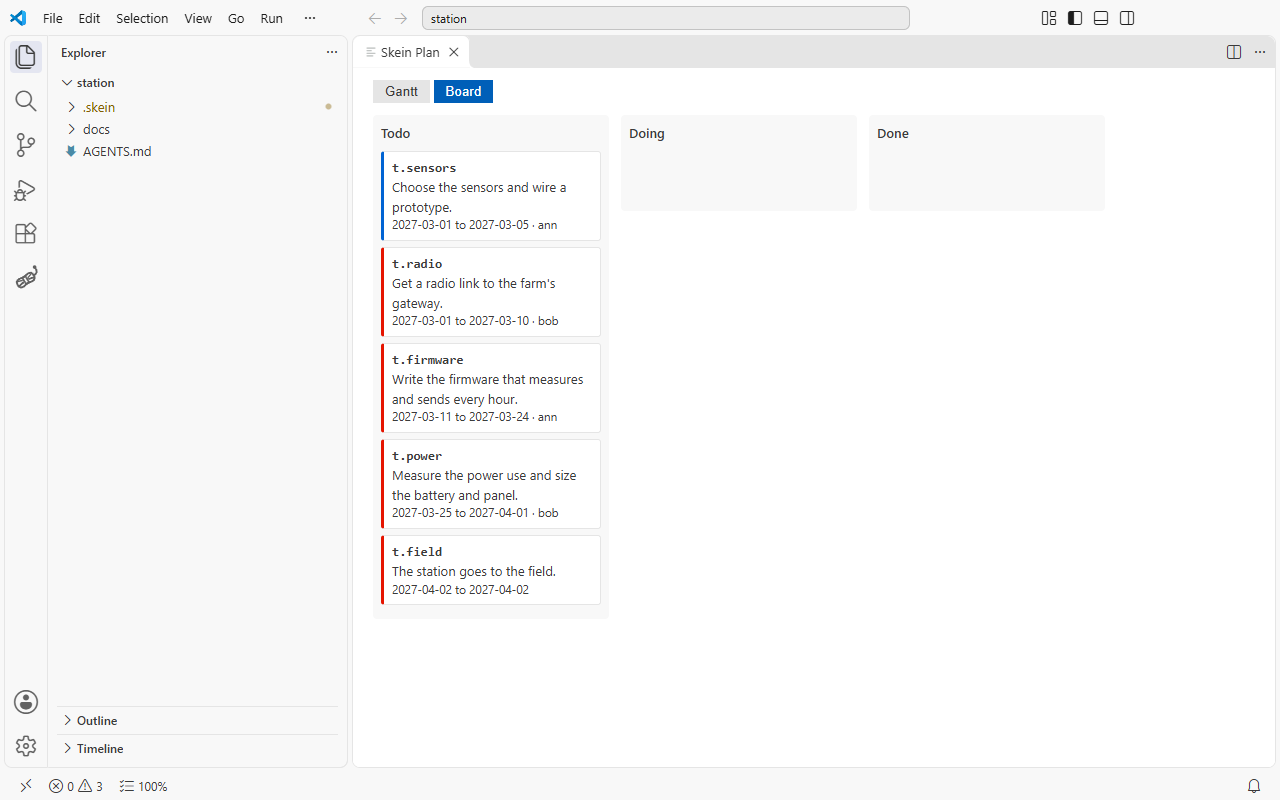 File Edit Selection View Go Run ···
station
Explorer
Skein Plan
station
.skein
docs
AGENTS.md
Gantt Board
Todo
t.sensors
Choose the sensors and wire a
prototype.
2027-03-01 to 2027-03-05 · ann
t.radio
Get a radio link to the farm's
gateway.
2027-03-01 to 2027-03-10 · bob
t.firmware
Write the firmware that measures
and sends every hour.
2027-03-11 to 2027-03-24 · ann
t.power
Measure the power use and size
the battery and panel.
2027-03-25 to 2027-04-01 · bob
t.field
The station goes to the field.
2027-04-02 to 2027-04-02
Doing
Done
Outline
Timeline
0 3 100%